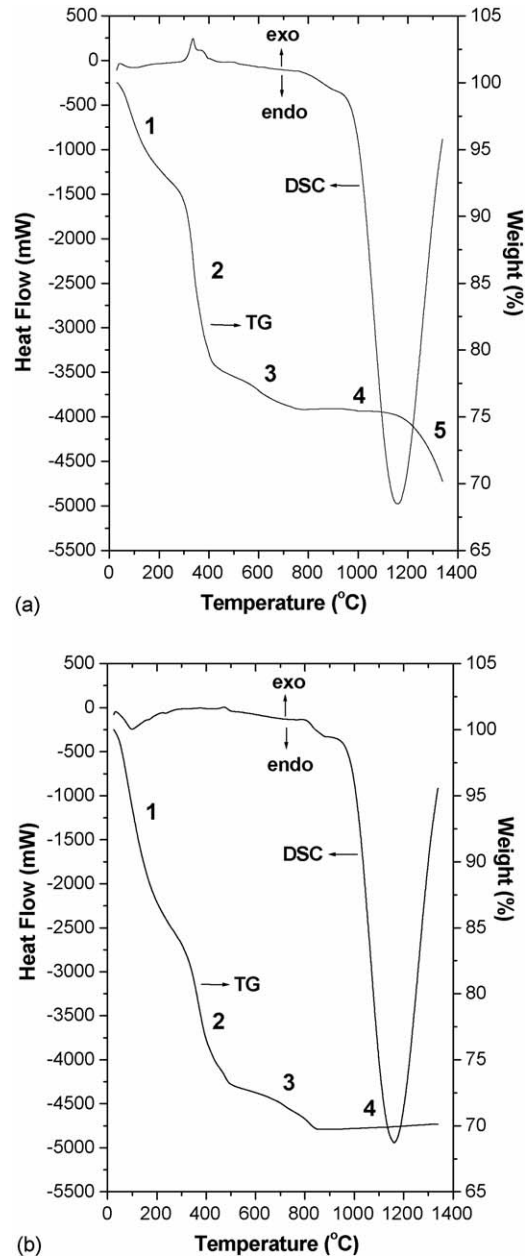 500
0
-500
-1000
-1500
-2000
-2500
-3000
-3500
-4000
-4500
-5000
-5500
Heat Flow (mW)
105
100
95
90
85
80
75
70
65
Weight (%)
exo
endo
DSC
TG
1
2
3
4
5
0 200 400 600 800 1000 1200 1400
Temperature (°C)
(a)
500
0
-500
-1000
-1500
-2000
-2500
-3000
-3500
-4000
-4500
-5000
-5500
Heat Flow (mW)
105
100
95
90
85
80
75
70
65
Weight (%)
exo
endo
DSC
TG
1
2
3
4
0 200 400 600 800 1000 1200 1400
Temperature (°C)
(b)